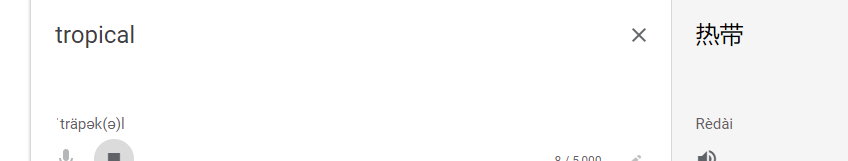 tropical
热带
ˈträpək(ə)l
Rèdài
8 / 5,000